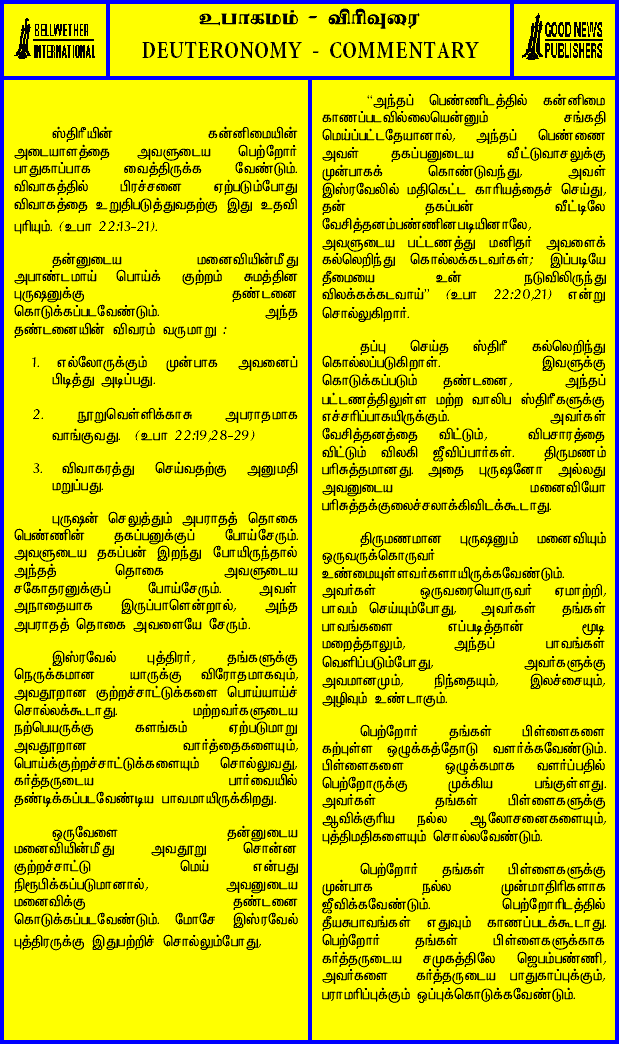 BELLWETHER
INTERNATIONAL
உபாகமம் - விரிவுரை
DEUTERONOMY - COMMENTARY
GOOD NEWS
PUBLISHERS
ஸ்திரீயின் கன்னிமையின்
அடையாளத்தை அவளுடைய பெற்றோர்
பாதுகாப்பாக வைத்திருக்க வேண்டும்.
விவாகத்தில் பிரச்சனை ஏற்படும்போது
விவாகத்தை உறுதிபடுத்துவதற்கு இது உதவி
புரியும். (உபா 22:13-21).
தன்னுடைய மனைவியின்மீது
அபாண்டமாய் பொய்க் குற்றம் சுமத்தின
புருஷனுக்கு தண்டனை
கொடுக்கப்படவேண்டும். அந்த
தண்டனையின் விவரம் வருமாறு :
1. எல்லோருக்கும் முன்பாக அவனைப்
பிடித்து அடிப்பது.
2. நூறுவெள்ளிக்காசு அபராதமாக
வாங்குவது. (உபா 22:19,28-29)
3. விவாகரத்து செய்வதற்கு அனுமதி
மறுப்பது.
புருஷன் செலுத்தும் அபராதத் தொகை
பெண்ணின் தகப்பனுக்குப் போய்சேரும்.
அவளுடைய தகப்பன் இறந்து போயிருந்தால்
அந்தத் தொகை அவளுடைய
சகோதரனுக்குப் போய்சேரும். அவள்
அநாதையாக இருப்பாளென்றால், அந்த
அபராதத் தொகை அவளையே சேரும்.
இஸ்ரவேல் புத்திரர், தங்களுக்கு
நெருக்கமான யாருக்கு விரோதமாகவும்,
அவதூறான குற்றச்சாட்டுக்களை பொய்யாய்ச்
சொல்லக்கூடாது. மற்றவர்களுடைய
நற்பெயருக்கு களங்கம் ஏற்படுமாறு
அவதூறான வார்த்தைகளையும்,
பொய்க்குற்றச்சாட்டுக்களையும் சொல்லுவது,
கர்த்தருடைய பார்வையில்
தண்டிக்கப்படவேண்டிய பாவமாயிருக்கிறது.
ஒருவேளை தன்னுடைய
மனைவியின்மீது அவதூறு சொன்ன
குற்றச்சாட்டு மெய் என்பது
நிரூபிக்கப்படுமானால், அவனுடைய
மனைவிக்கு தண்டனை
கொடுக்கப்படவேண்டும். மோசே இஸ்ரவேல்
புத்திரருக்கு இதுபற்றிச் சொல்லும்போது,
“அந்தப் பெண்ணிடத்தில் கன்னிமை
காணப்படவில்லையென்னும் சங்கதி
மெய்ப்பட்டதேயானால், அந்தப் பெண்ணை
அவள் தகப்பனுடைய வீட்டுவாசலுக்கு
முன்பாகக் கொண்டுவந்து, அவள்
இஸ்ரவேலில் மதிகெட்ட காரியத்தைச் செய்து,
தன் தகப்பன் வீட்டிலே
வேசித்தனம்பண்ணினபடியினாலே,
அவளுடைய பட்டணத்து மனிதர் அவளைக்
கல்லெறிந்து கொல்லக்கடவர்கள்; இப்படியே
தீமையை உன் நடுவிலிருந்து
விலக்கக்கடவாய்” (உபா 22:20,21) என்று
சொல்லுகிறார்.
தப்பு செய்த ஸ்திரீ கல்லெறிந்து
கொல்லப்படுகிறாள். இவளுக்கு
கொடுக்கப்படும் தண்டனை, அந்தப்
பட்டணத்திலுள்ள மற்ற வாலிப ஸ்திரீகளுக்கு
எச்சரிப்பாகயிருக்கும். அவர்கள்
வேசித்தனத்தை விட்டும், விபசாரத்தை
விட்டும் விலகி ஜீவிப்பார்கள். திருமணம்
பரிசுத்தமானது. அதை புருஷனோ அல்லது
அவனுடைய மனைவியோ
பரிசுத்தக்குலைச்சலாக்கிவிடக்கூடாது.
திருமணமான புருஷனும் மனைவியும்
ஒருவருக்கொருவர்
உண்மையுள்ளவர்களாயிருக்கவேண்டும்.
அவர்கள் ஒருவரையொருவர் ஏமாற்றி,
பாவம் செய்யும்போது, அவர்கள் தங்கள்
பாவங்களை எப்படித்தான் மூடி
மறைத்தாலும், அந்தப் பாவங்கள்
வெளிப்படும்போது, அவர்களுக்கு
அவமானமும், நிந்தையும், இலச்சையும்,
அழிவும் உண்டாகும்.
பெற்றோர் தங்கள் பிள்ளைகளை
கற்புள்ள ஒழுக்கத்தோடு வளர்க்கவேண்டும்.
பிள்ளைகளை ஒழுக்கமாக வளர்ப்பதில்
பெற்றோருக்கு முக்கிய பங்குள்ளது.
அவர்கள் தங்கள் பிள்ளைகளுக்கு
ஆவிக்குரிய நல்ல ஆலோசனைகளையும்,
புத்திமதிகளையும் சொல்லவேண்டும்.
பெற்றோர் தங்கள் பிள்ளைகளுக்கு
முன்பாக நல்ல முன்மாதிரிகளாக
ஜீவிக்கவேண்டும். பெற்றோரிடத்தில்
தீயசுபாவங்கள் எதுவும் காணப்படக்கூடாது.
பெற்றோர் தங்கள் பிள்ளைகளுக்காக
கர்த்தருடைய சமுகத்திலே ஜெபம்பண்ணி,
அவர்களை கர்த்தருடைய பாதுகாப்புக்கும்,
பராமரிப்புக்கும் ஒப்புக்கொடுக்கவேண்டும்.